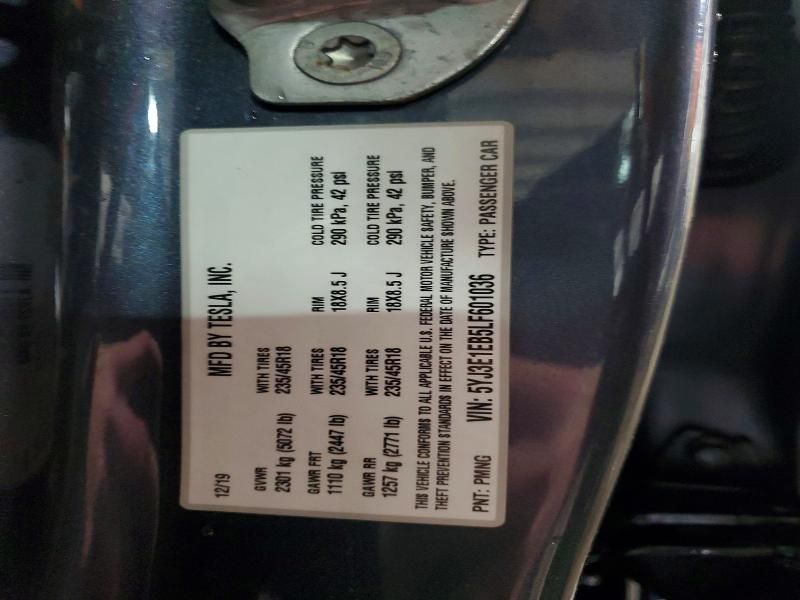 12/19 MFD BY TESLA, INC.
GVWR WITH TIRES
2301 kg (5072 lb) 235/45R18
GAWR FRT WITH TIRES RIM COLD TIRE PRESSURE
1110 kg (2447 lb) 235/45R18 18X8.5 J 290 kPa, 42 psi
GAWR RR WITH TIRES RIM COLD TIRE PRESSURE
1257 kg (2771 lb) 235/45R18 18X8.5 J 290 kPa, 42 psi
THIS VEHICLE CONFORMS TO ALL APPLICABLE U.S. FEDERAL MOTOR VEHICLE SAFETY, BUMPER, AND
THEFT PREVENTION STANDARDS IN EFFECT ON THE DATE OF MANUFACTURE SHOWN ABOVE.
PNT: PMNG VIN: 5YJ3E1EB5LF601036 TYPE: PASSENGER CAR